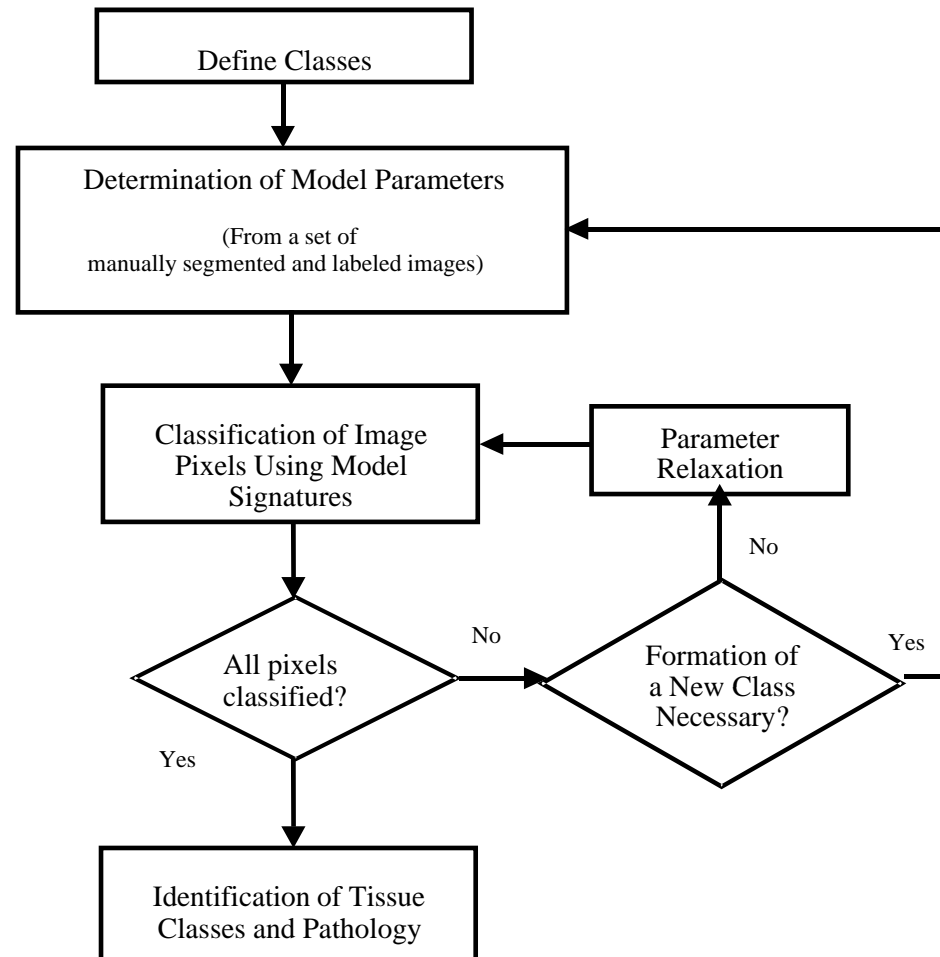 Define Classes
Determination of Model Parameters
(From a set of
manually segmented and labeled images)
Classification of Image
Pixels Using Model
Signatures
Parameter
Relaxation
No
All pixels
classified?
No
Formation of
a New Class
Necessary?
Yes
Yes
Identification of Tissue
Classes and Pathology